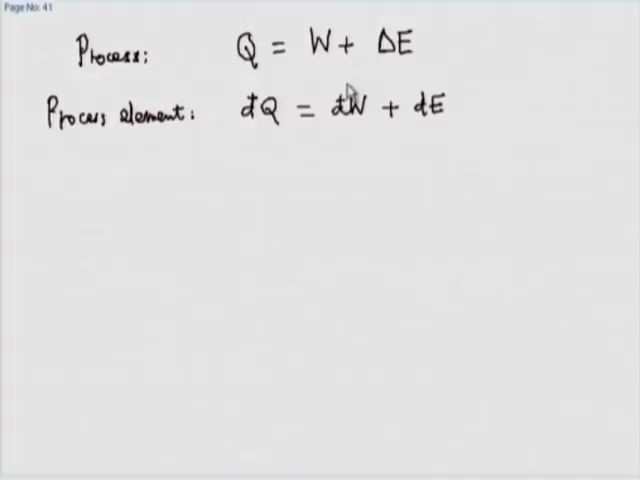 Page No: 41
Process: Q = W + ΔE
Process element: đQ = đW + dE